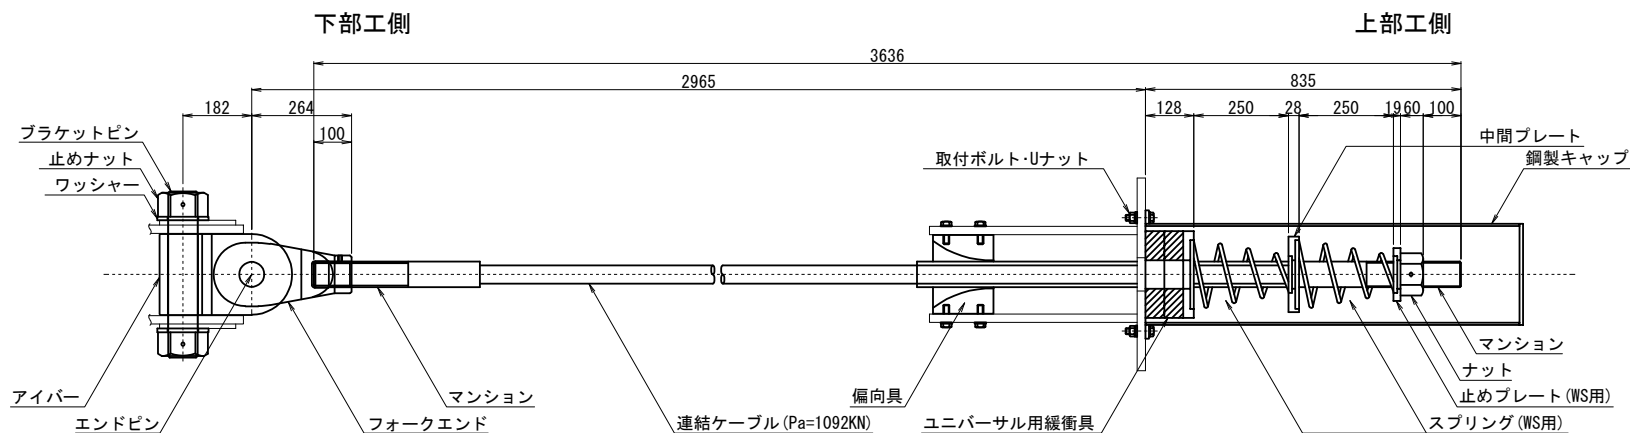 下部工側
上部工側
3636
2965
835
182
264
128
250
28
250
19
60
100
100
ブラケットピン
止めナット
ワッシャー
取付ボルト･Uナット
中間プレート
鋼製キャップ
アイバー
エンドピン
フォークエンド
マンション
連結ケーブル(Pa=1092KN)
偏向具
ユニバーサル用緩衝具
マンション
ナット
止めプレート(WS用)
スプリング(WS用)